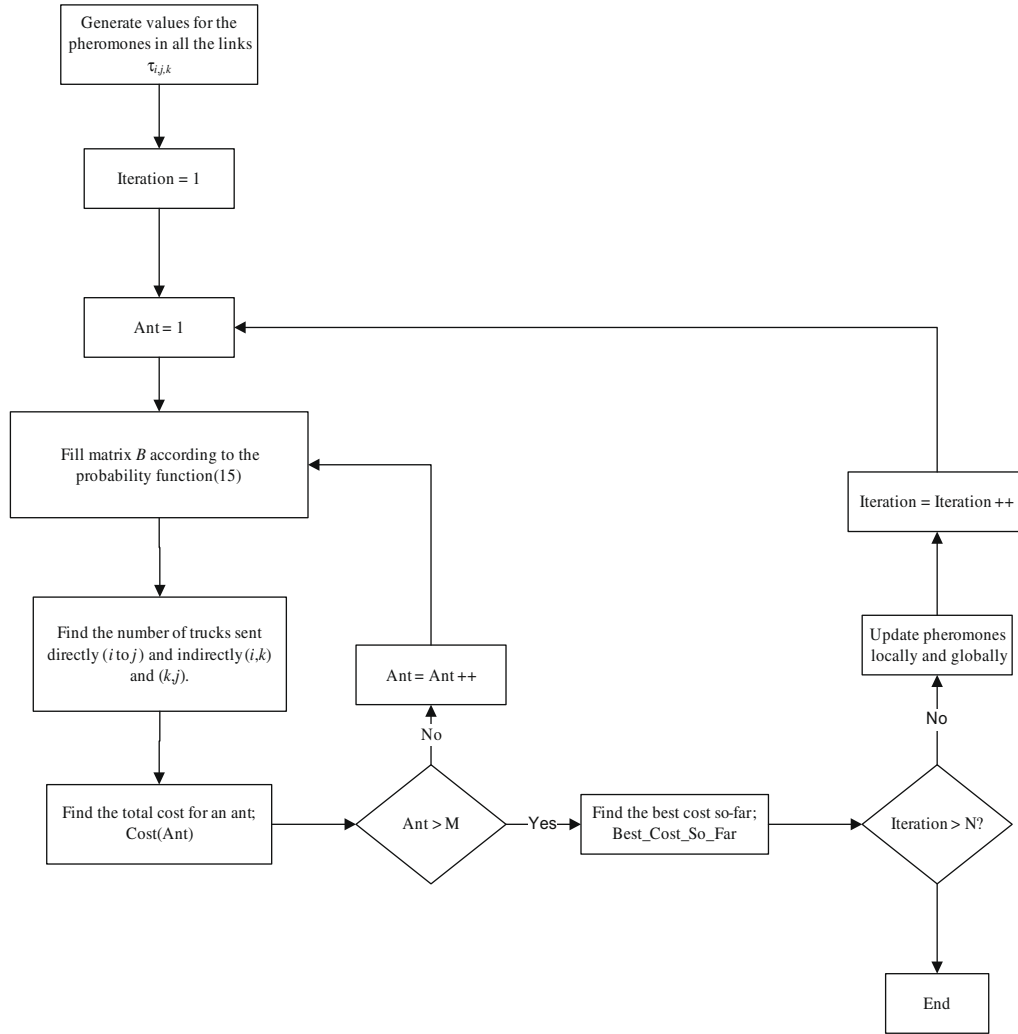 Generate values for the
pheromones in all the links
τi,j,k
Iteration = 1
Ant = 1
Fill matrix B according to the
probability function(15)
Find the number of trucks sent
directly (i to j) and indirectly(i,k)
and (k,j).
Find the total cost for an ant;
Cost(Ant)
Ant > M
No
Ant = Ant ++
Yes
Find the best cost so-far;
Best_Cost_So_Far
Iteration > N?
No
Update pheromones
locally and globally
Iteration = Iteration ++
End